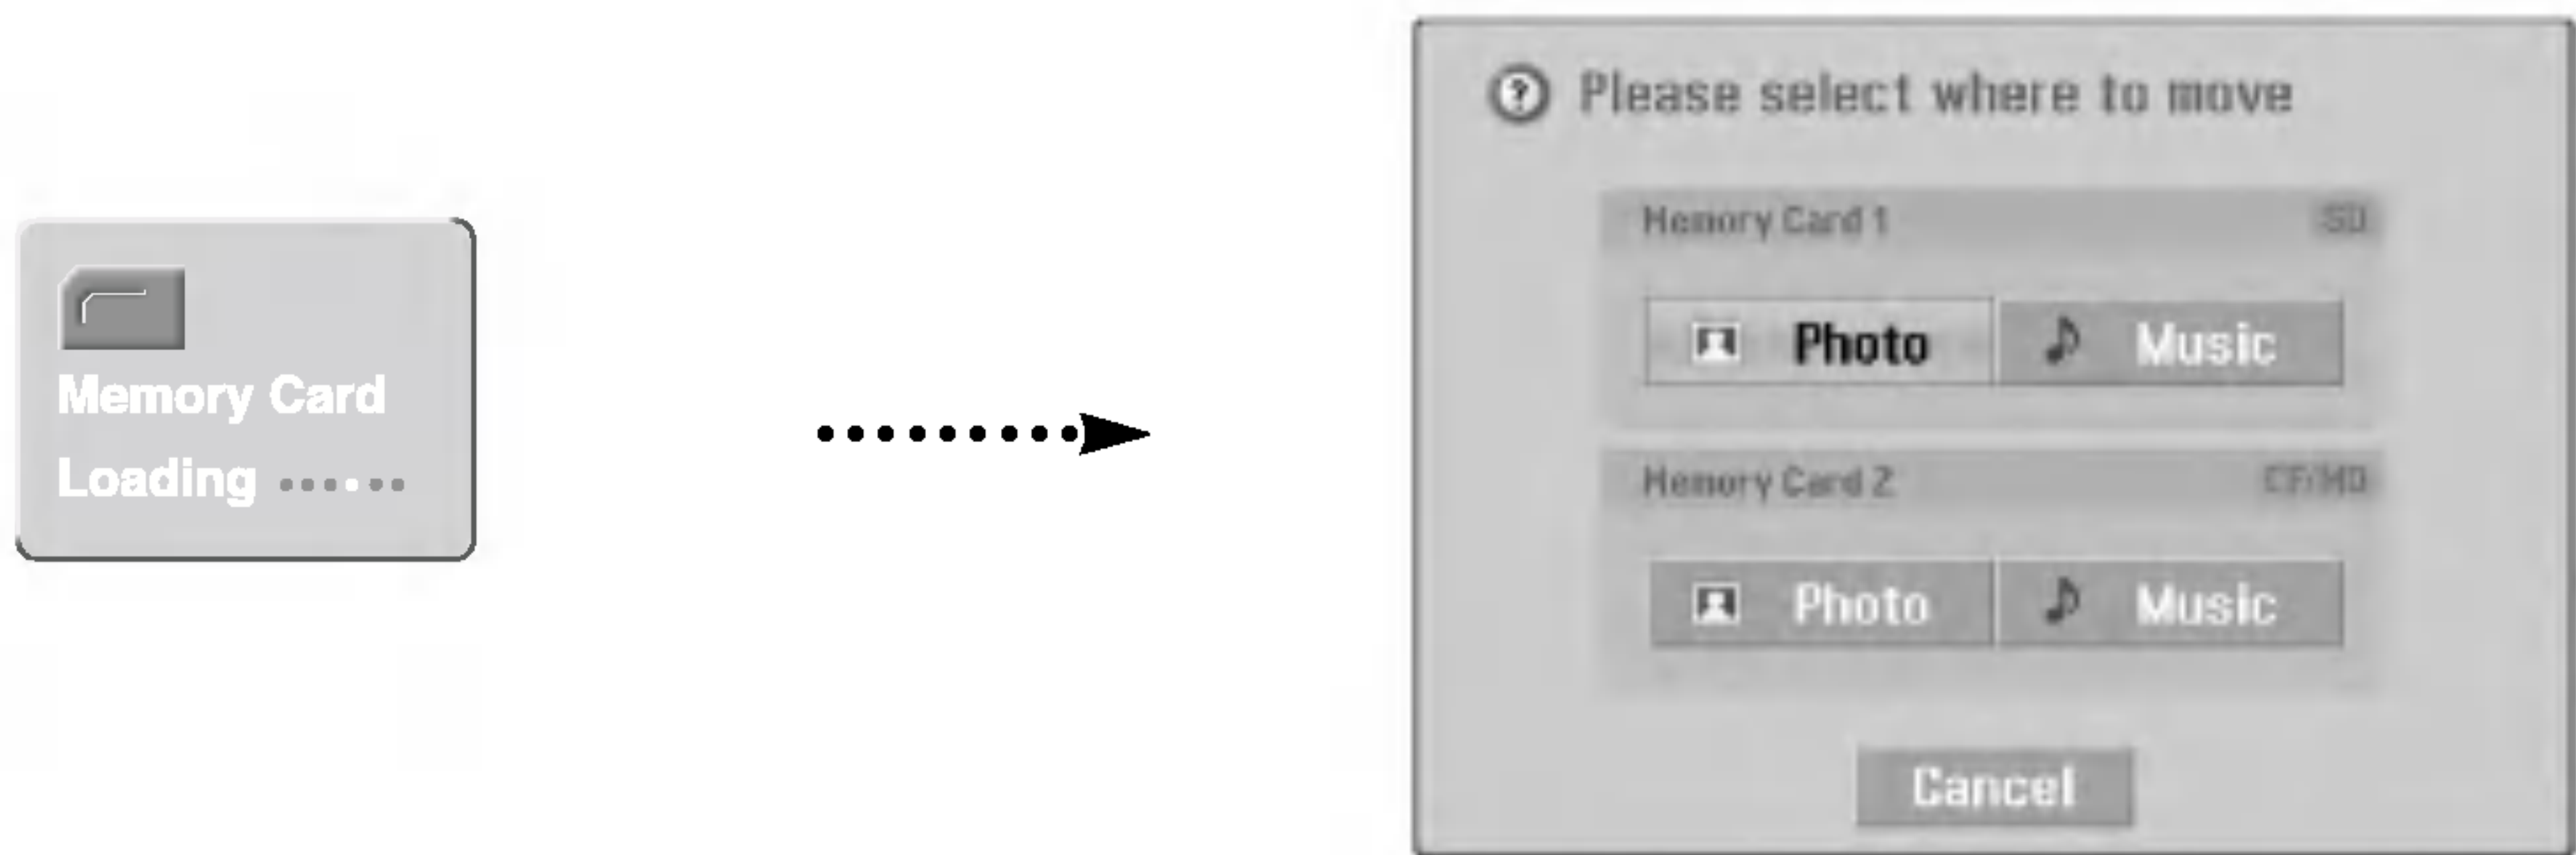 Memory Card
Loading ......
? Please select where to move
Memory Card 1 SD
Photo Music
Memory Card 2 CF/MD
Photo Music
Cancel